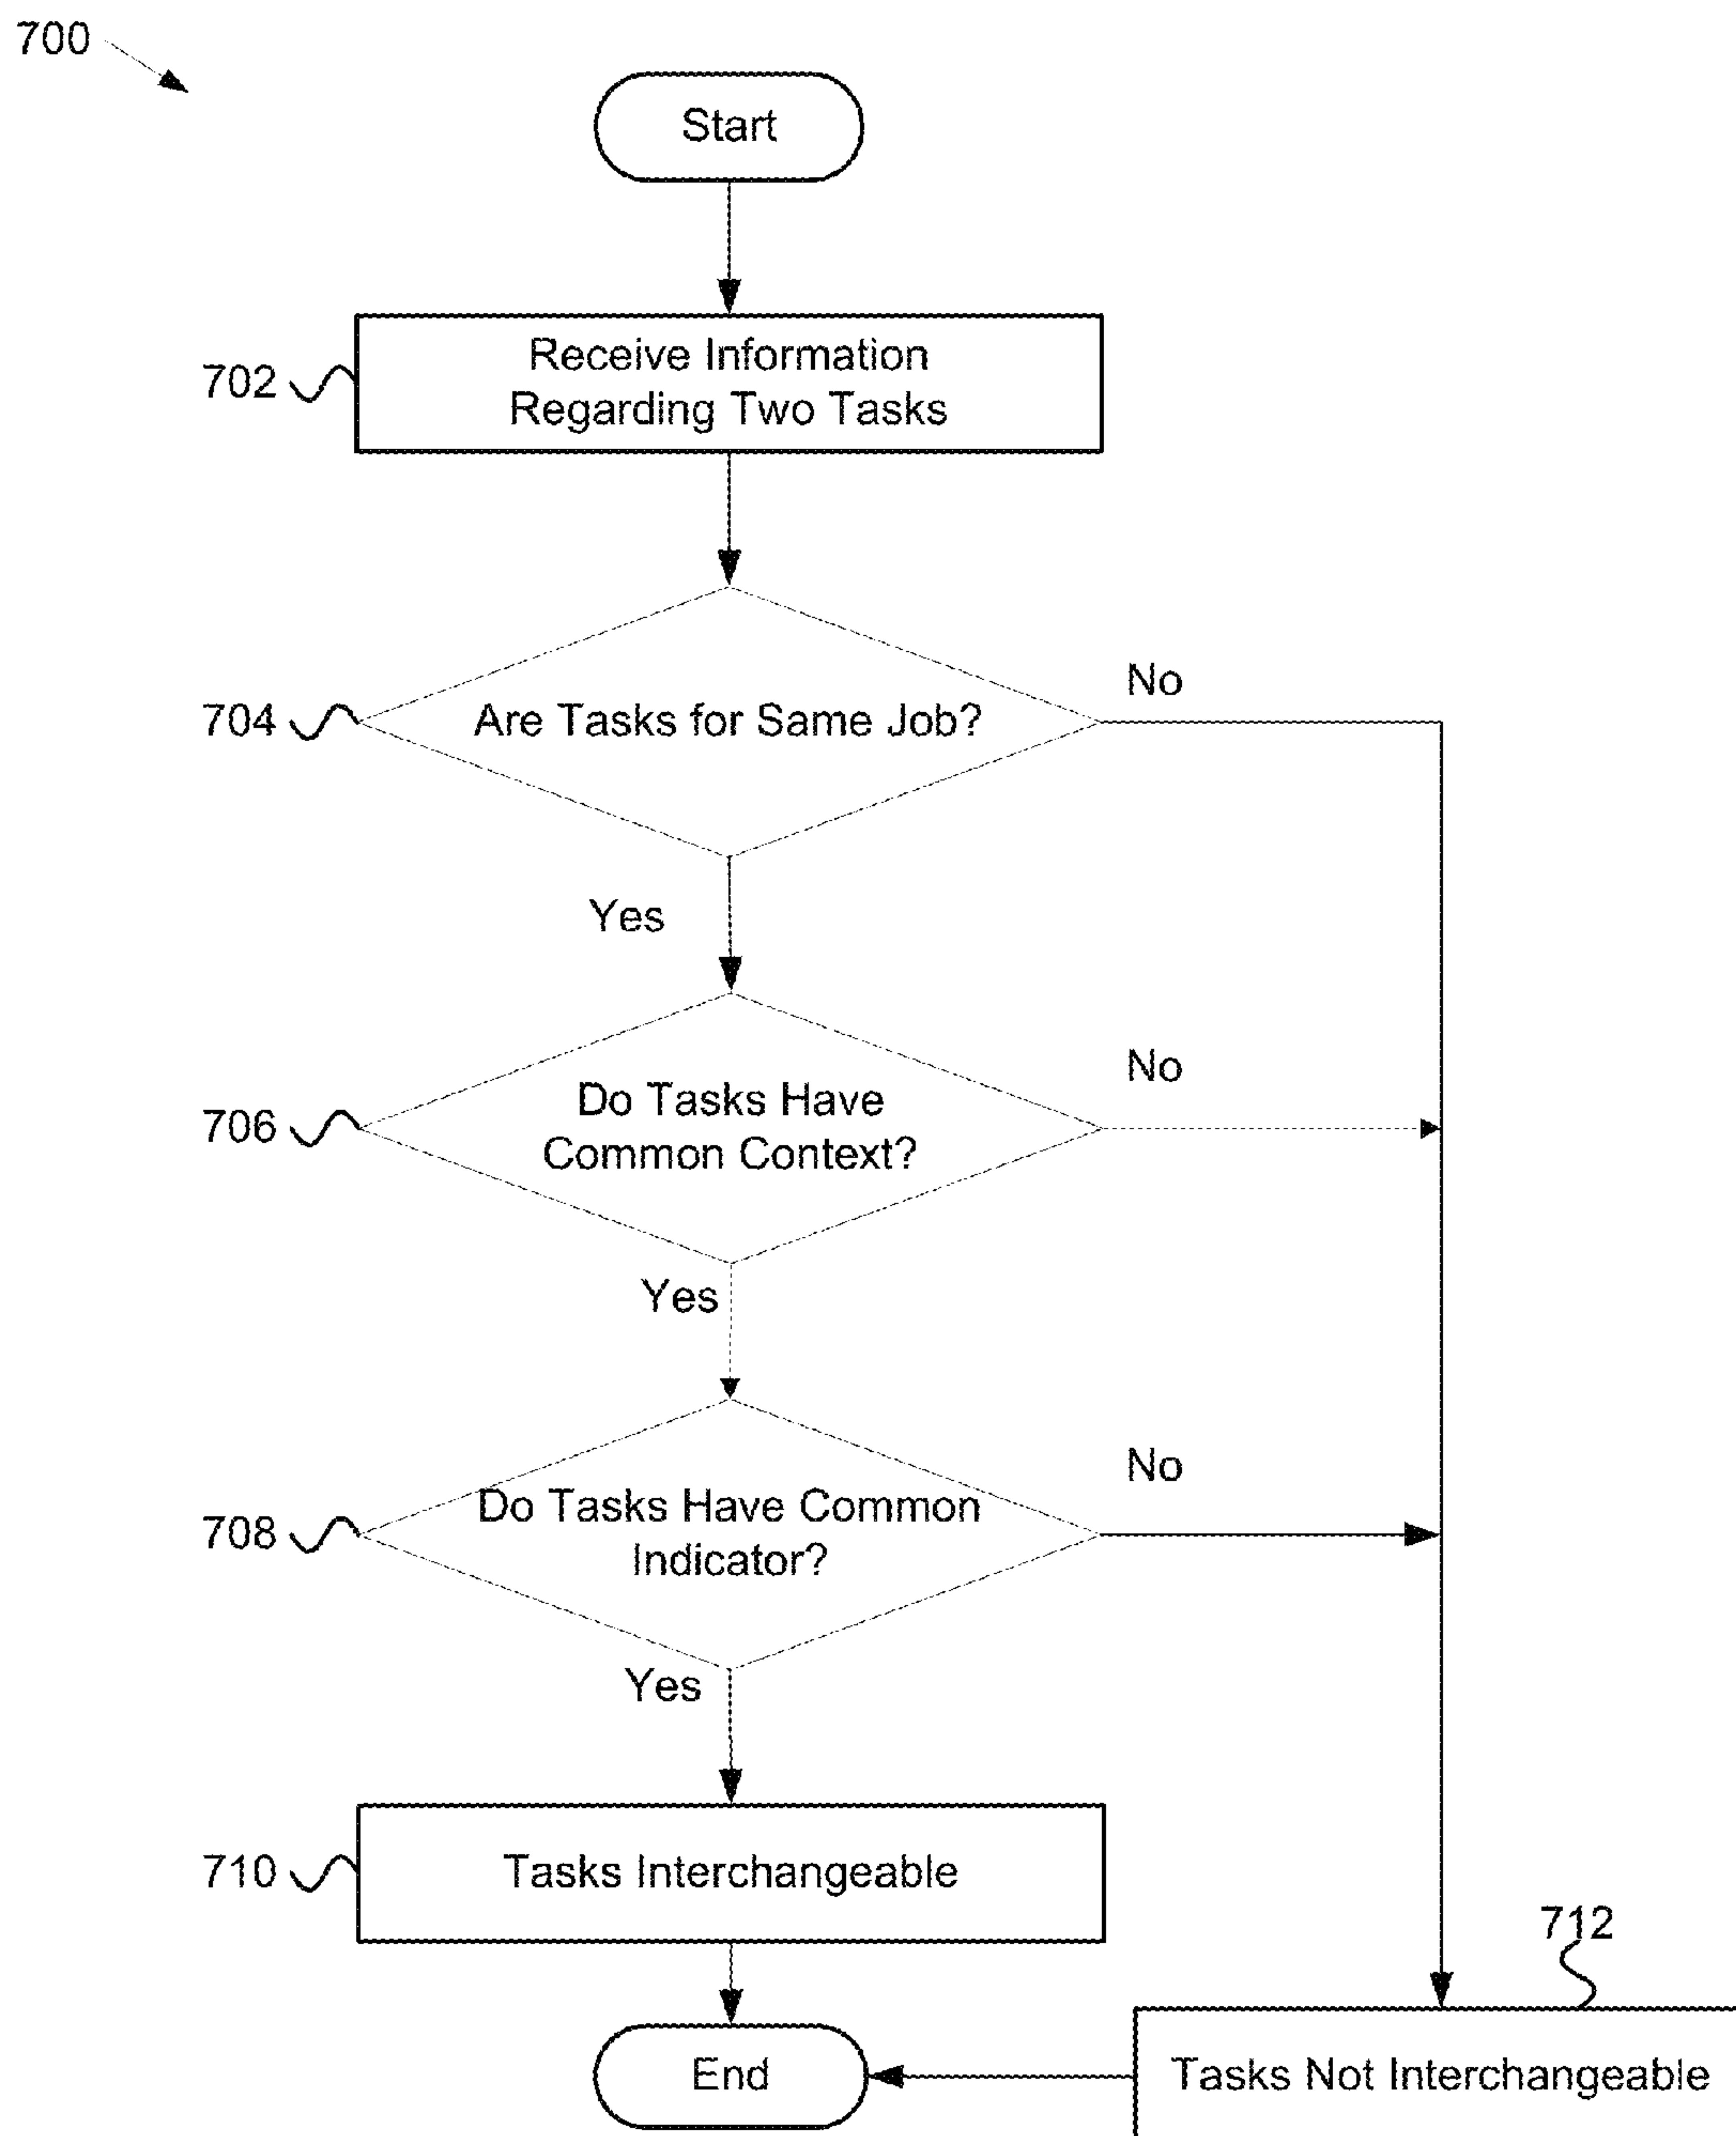 700
Start
702
Receive Information
Regarding Two Tasks
704
Are Tasks for Same Job?
No
Yes
706
Do Tasks Have
Common Context?
No
Yes
708
Do Tasks Have Common
Indicator?
No
Yes
710
Tasks Interchangeable
712
End
Tasks Not Interchangeable